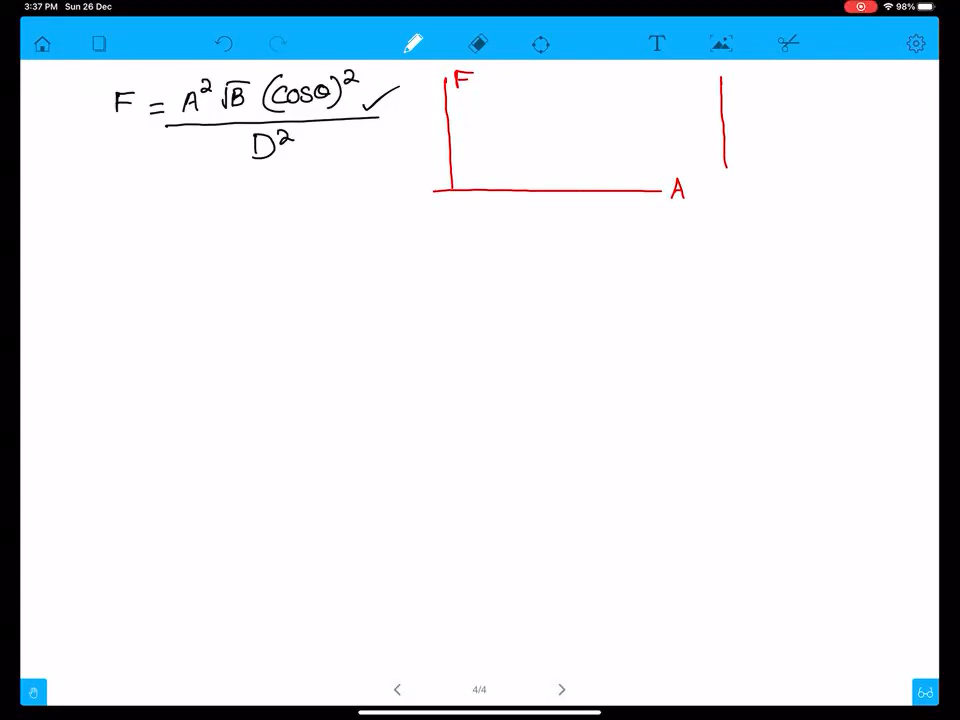 3:37 PM Sun 26 Dec 98%
T
F = A² √B (Cosθ)² ✓
D²
F
A
4/4